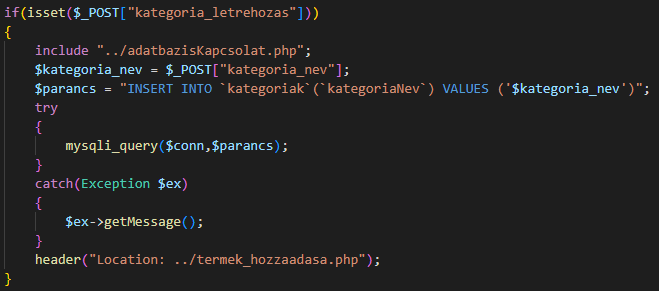 if(isset($_POST["kategoria_letrehozas"]))
{
include "../adatbazisKapcsolat.php";
$kategoria_nev = $_POST["kategoria_nev"];
$parancs = "INSERT INTO `kategoriak`(`kategoriaNev`) VALUES ('$kategoria_nev')";
try
{
mysqli_query($conn,$parancs);
}
catch(Exception $ex)
{
$ex->getMessage();
}
header("Location: ../termek_hozzaadasa.php");
}